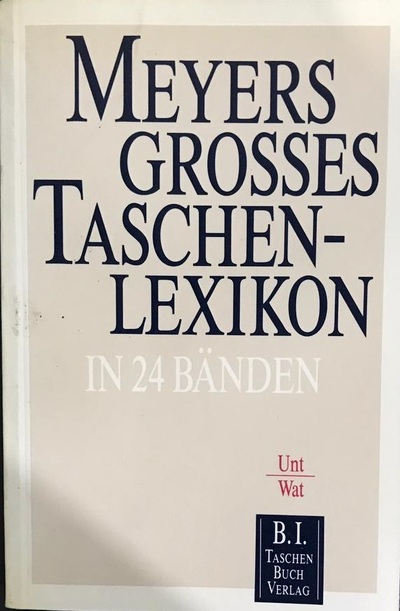 MEYERS
GROSSES
TASCHEN-
LEXIKON
IN 24 BÄNDEN
Unt
Wat
B.I.
TASCHEN
BUCH
VERLAG